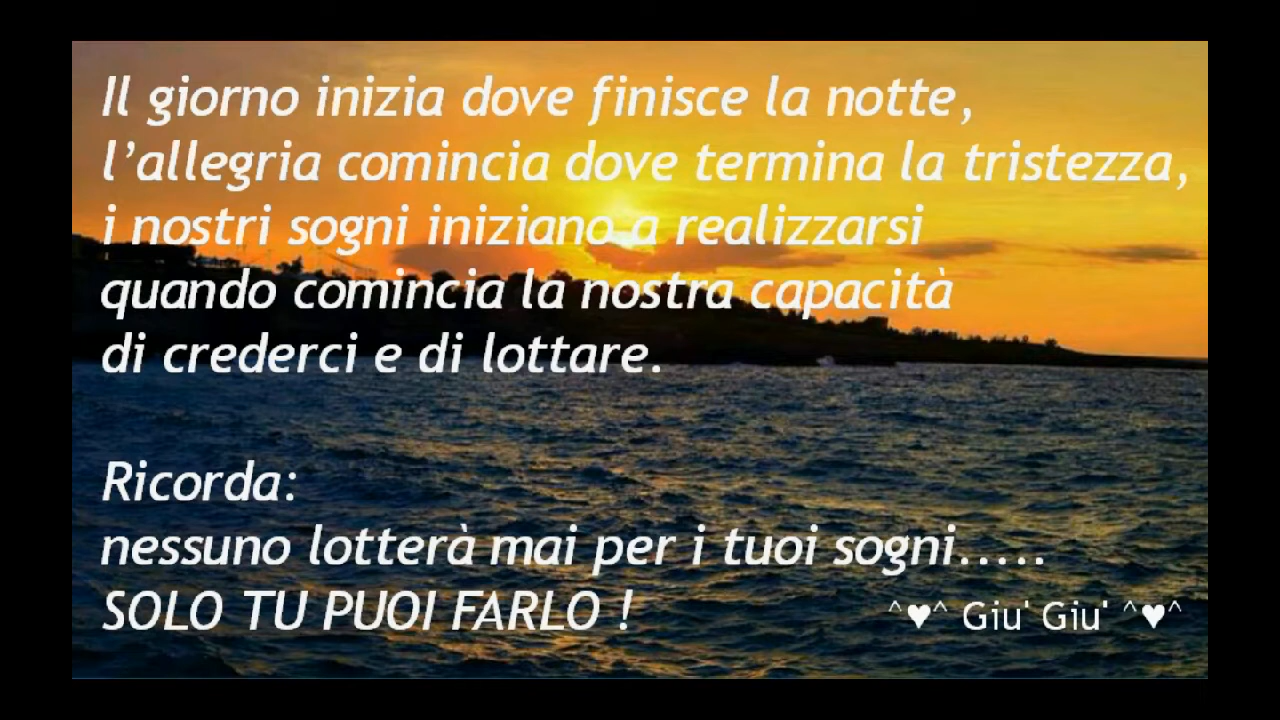 Il giorno inizia dove finisce la notte,
l’allegria comincia dove termina la tristezza,
i nostri sogni iniziano a realizzarsi
quando comincia la nostra capacità
di crederci e di lottare.
Ricorda:
nessuno lotterà mai per i tuoi sogni.....
SOLO TU PUOI FARLO !
^♥^ Giu' Giu' ^♥^